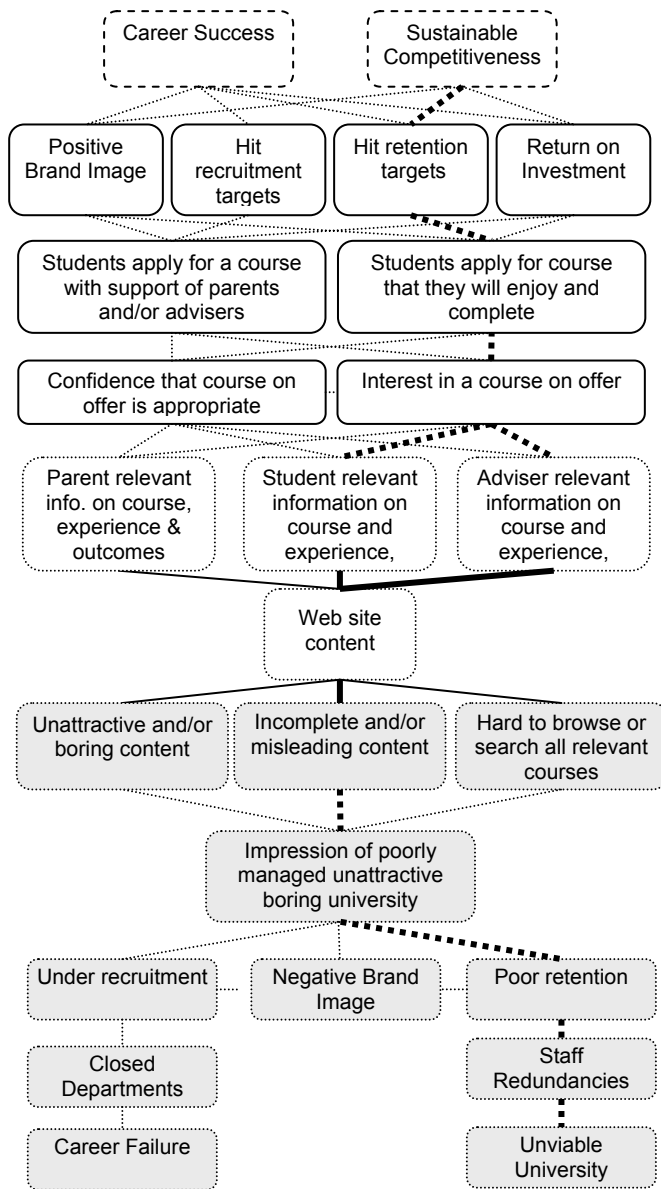 Career Success
Sustainable
Competitiveness
Positive
Brand Image
Hit
recruitment
targets
Hit retention
targets
Return on
Investment
Students apply for a course
with support of parents
and/or advisers
Students apply for course
that they will enjoy and
complete
Confidence that course on
offer is appropriate
Interest in a course on offer
Parent relevant
info. on course,
experience &
outcomes
Student relevant
information on
course and
experience,
Adviser relevant
information on
course and
experience,
Web site
content
Unattractive and/or
boring content
Incomplete and/or
misleading content
Hard to browse or
search all relevant
courses
Impression of poorly
managed unattractive
boring university
Under recruitment
Negative Brand
Image
Poor retention
Closed
Departments
Staff
Redundancies
Career Failure
Unviable
University